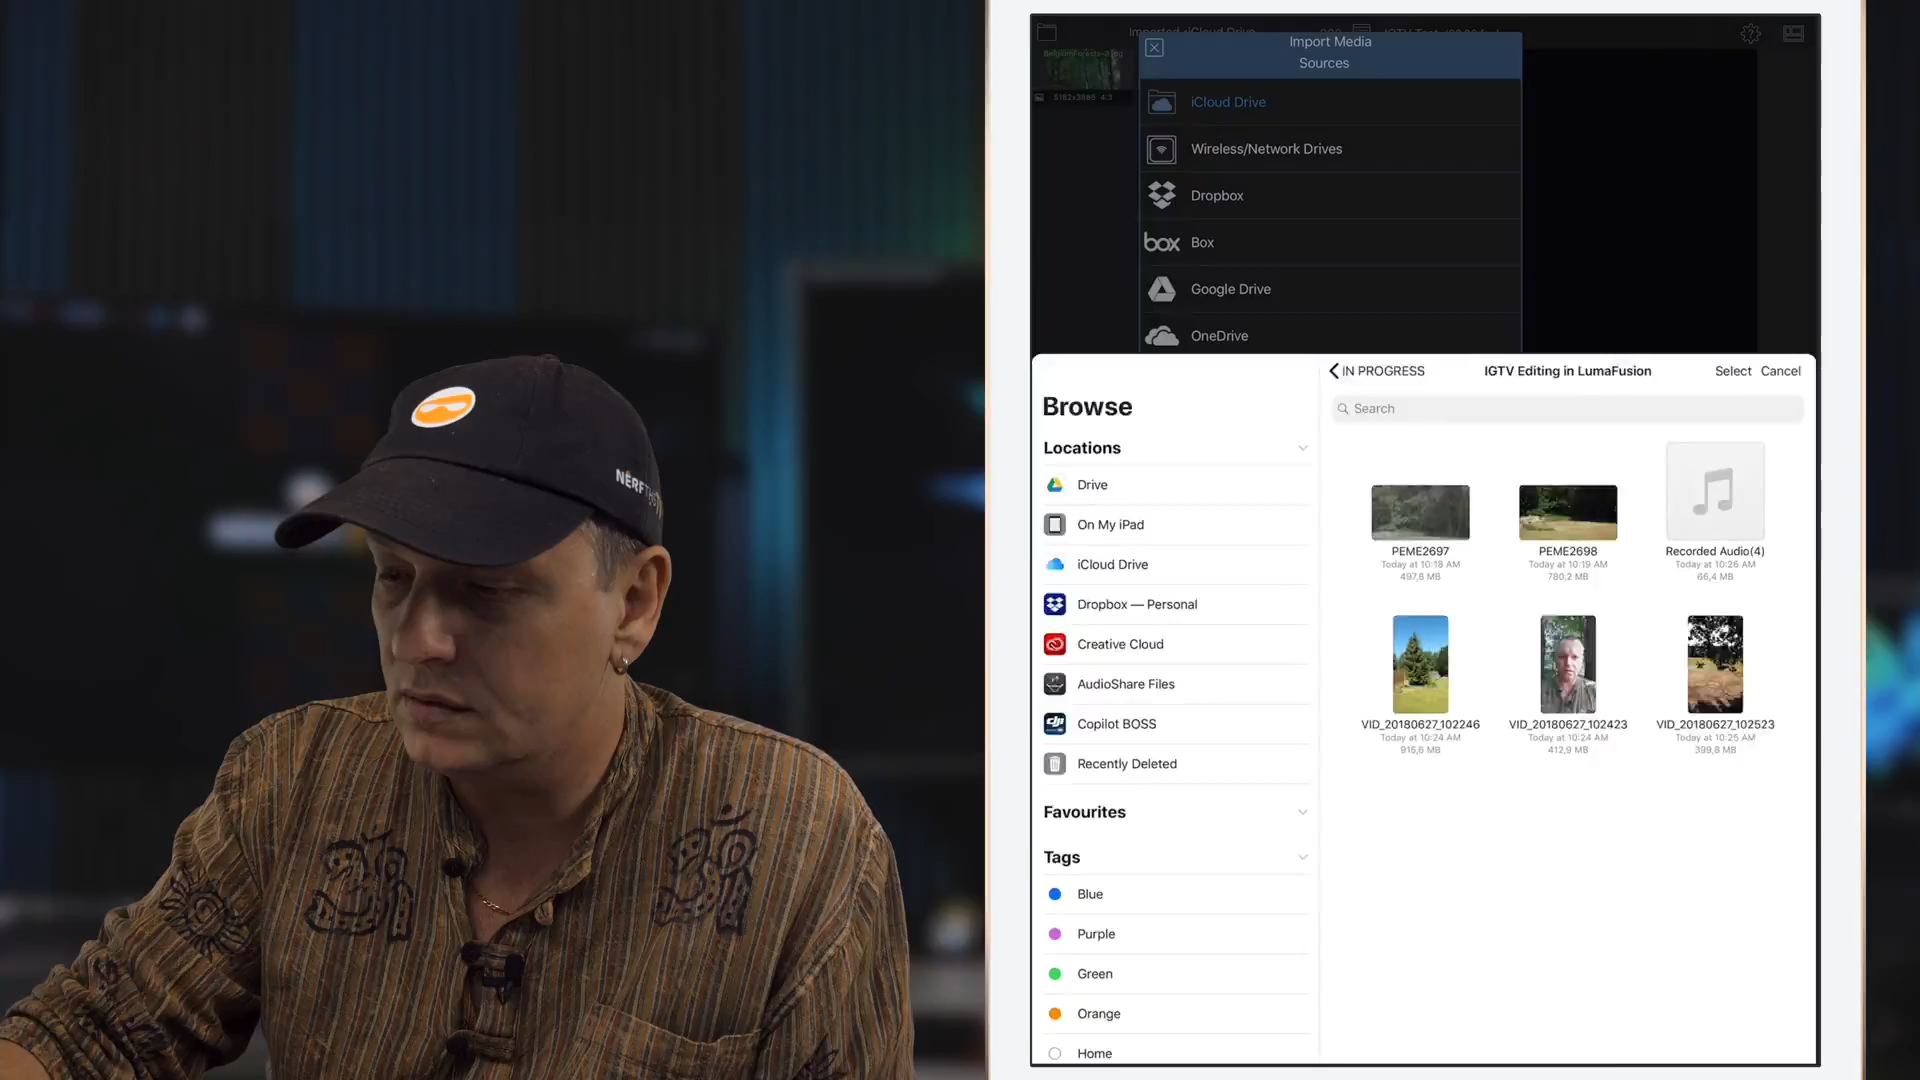 Import Media
Sources
iCloud Drive
Wireless/Network Drives
Dropbox
box Box
Google Drive
OneDrive
5182x3885 4:3
NERF
Browse
Locations
Drive
On My iPad
iCloud Drive
Dropbox — Personal
Creative Cloud
AudioShare Files
Copilot BOSS
Recently Deleted
Favourites
Tags
Blue
Purple
Green
Orange
Home
IN PROGRESS
IGTV Editing in LumaFusion
Select Cancel
Search
PEME2697
Today at 10:18 AM
497,6 MB
PEME2698
Today at 10:19 AM
780,2 MB
Recorded Audio(4)
Today at 10:26 AM
66,4 MB
VID_20180627_102246
Today at 10:24 AM
915,6 MB
VID_20180627_102423
Today at 10:24 AM
412,9 MB
VID_20180627_102523
Today at 10:25 AM
399,8 MB